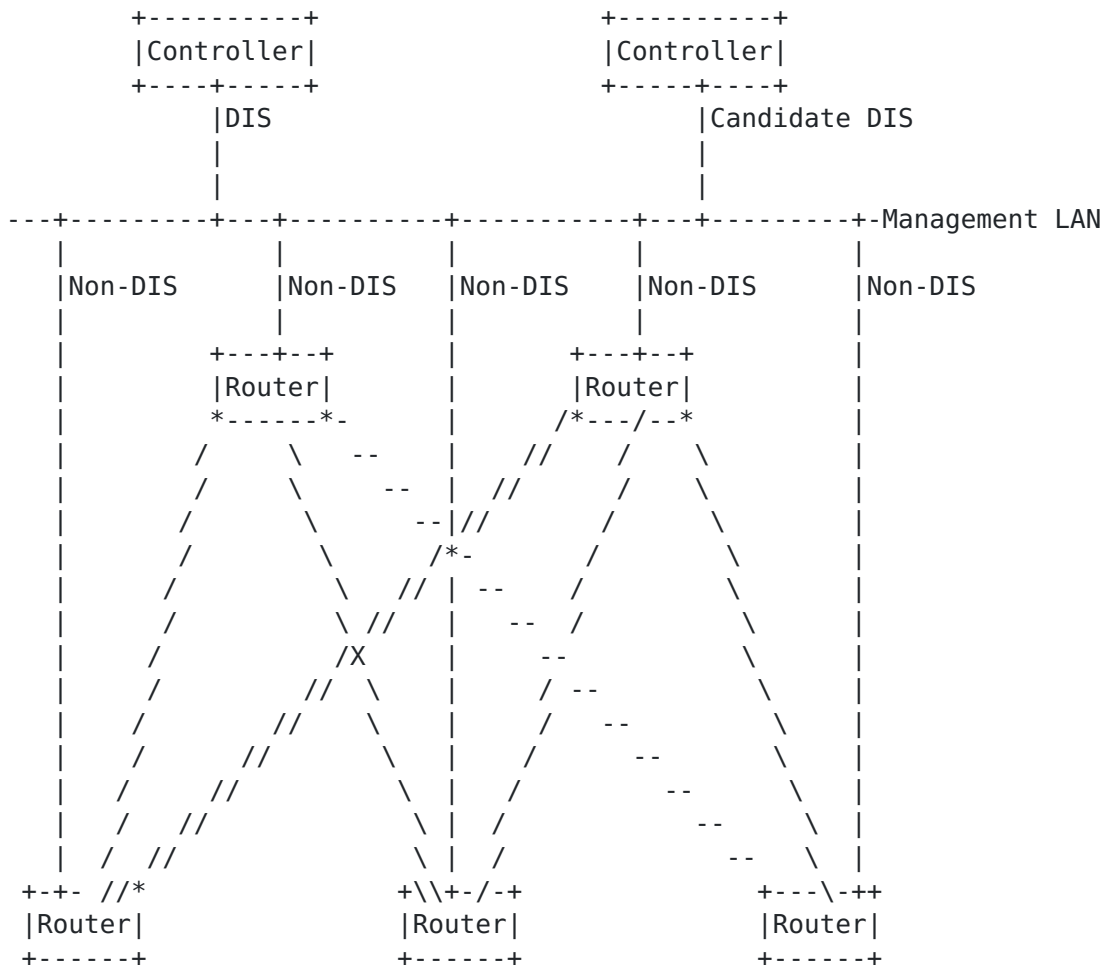 Controller Controller
DIS Candidate DIS
Management LAN
Non-DIS Non-DIS Non-DIS Non-DIS Non-DIS
Router Router
Router Router Router